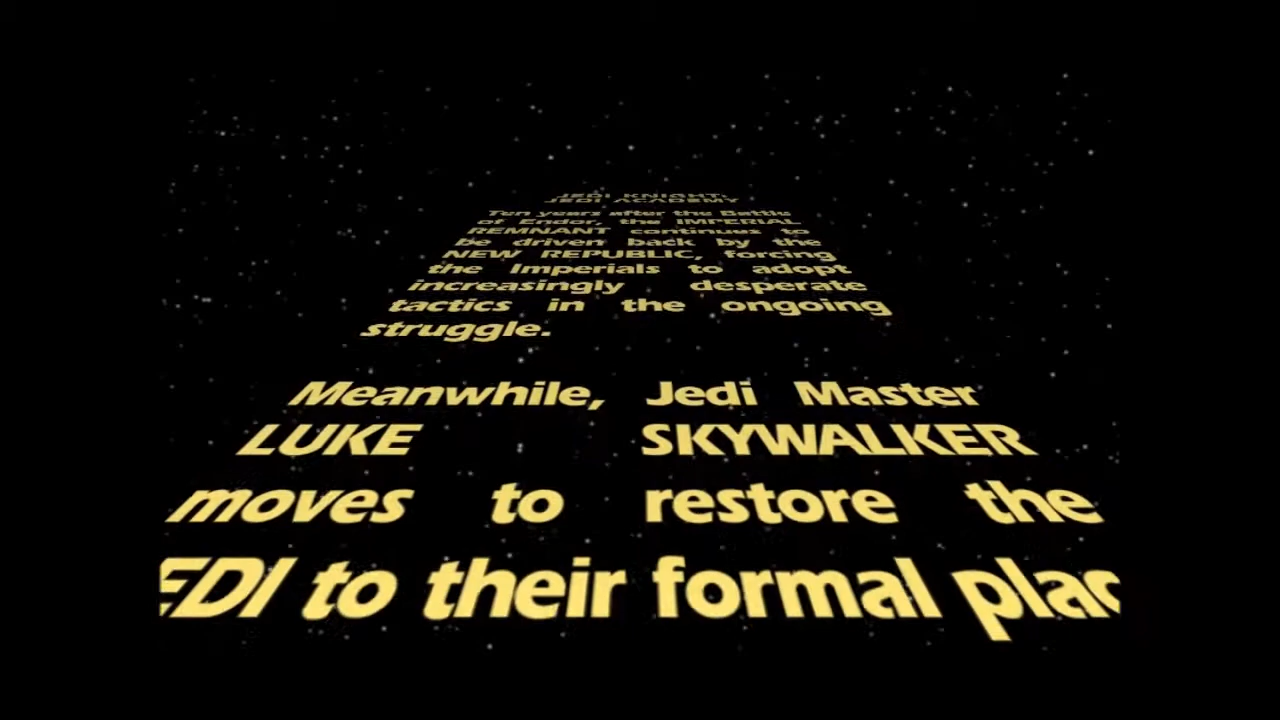 JEDI KNIGHT:
JEDI ACADEMY
Ten years after the Battle
of Endor, the IMPERIAL
REMNANT continues to
be driven back by the
NEW REPUBLIC, forcing
the Imperials to adopt
increasingly desperate
tactics in the ongoing
struggle.
Meanwhile, Jedi Master
LUKE SKYWALKER
moves to restore the
EDI to their formal plac